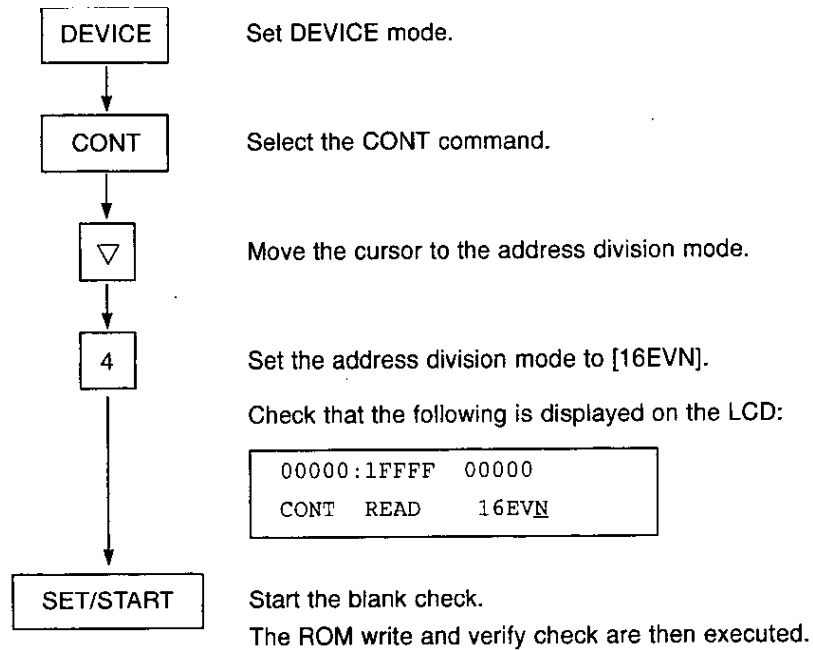 DEVICE Set DEVICE mode.
CONT Select the CONT command.
▽ Move the cursor to the address division mode.
4 Set the address division mode to [16EVN].
Check that the following is displayed on the LCD:
00000:1FFFF 00000
CONT READ 16EVN
SET/START Start the blank check.
The ROM write and verify check are then executed.